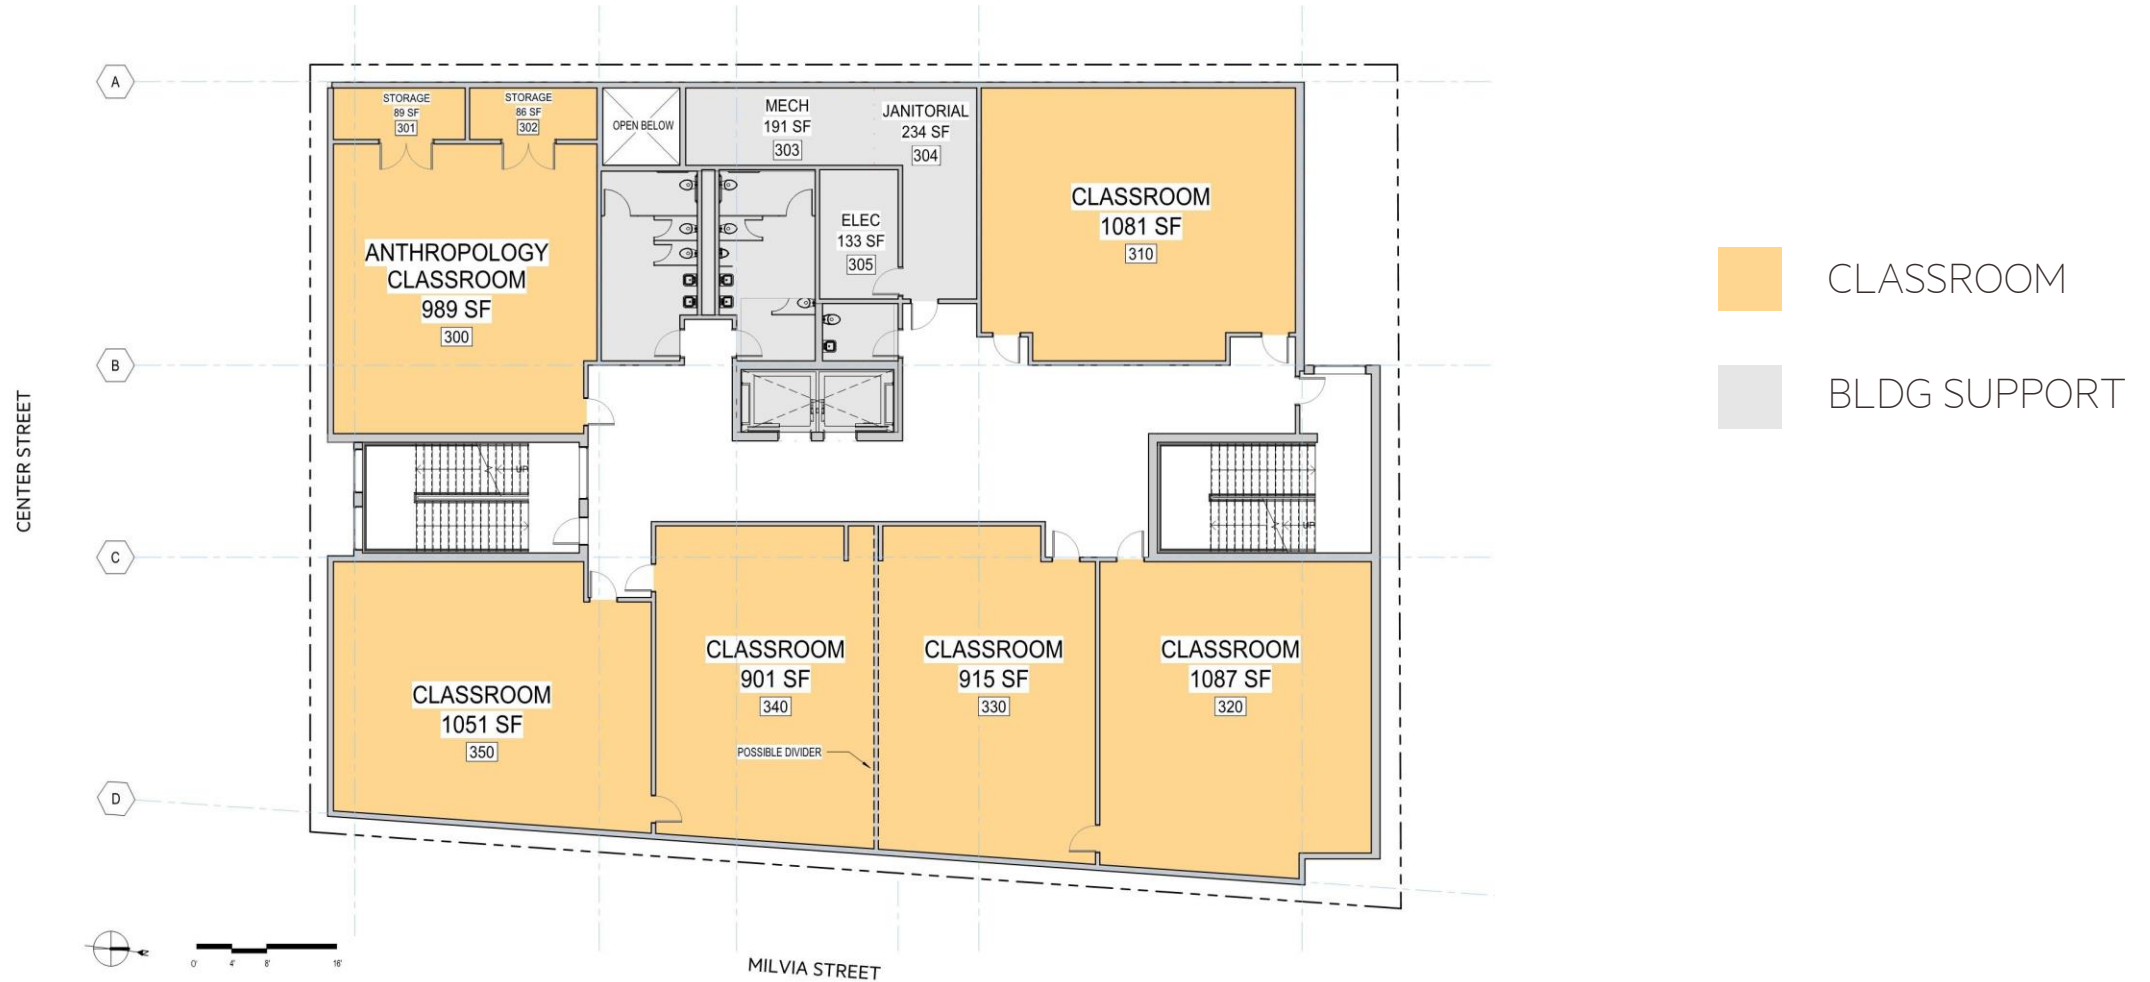 A
B
C
D
CENTER STREET
STORAGE
89 SF
301
STORAGE
86 SF
302
OPEN BELOW
MECH
191 SF
303
JANITORIAL
234 SF
304
ELEC
133 SF
305
ANTHROPOLOGY
CLASSROOM
989 SF
300
CLASSROOM
1081 SF
310
UP
UP
CLASSROOM
1051 SF
350
CLASSROOM
901 SF
340
POSSIBLE DIVIDER
CLASSROOM
915 SF
330
CLASSROOM
1087 SF
320
CLASSROOM
BLDG SUPPORT
N
0' 4' 8' 16'
MILVIA STREET